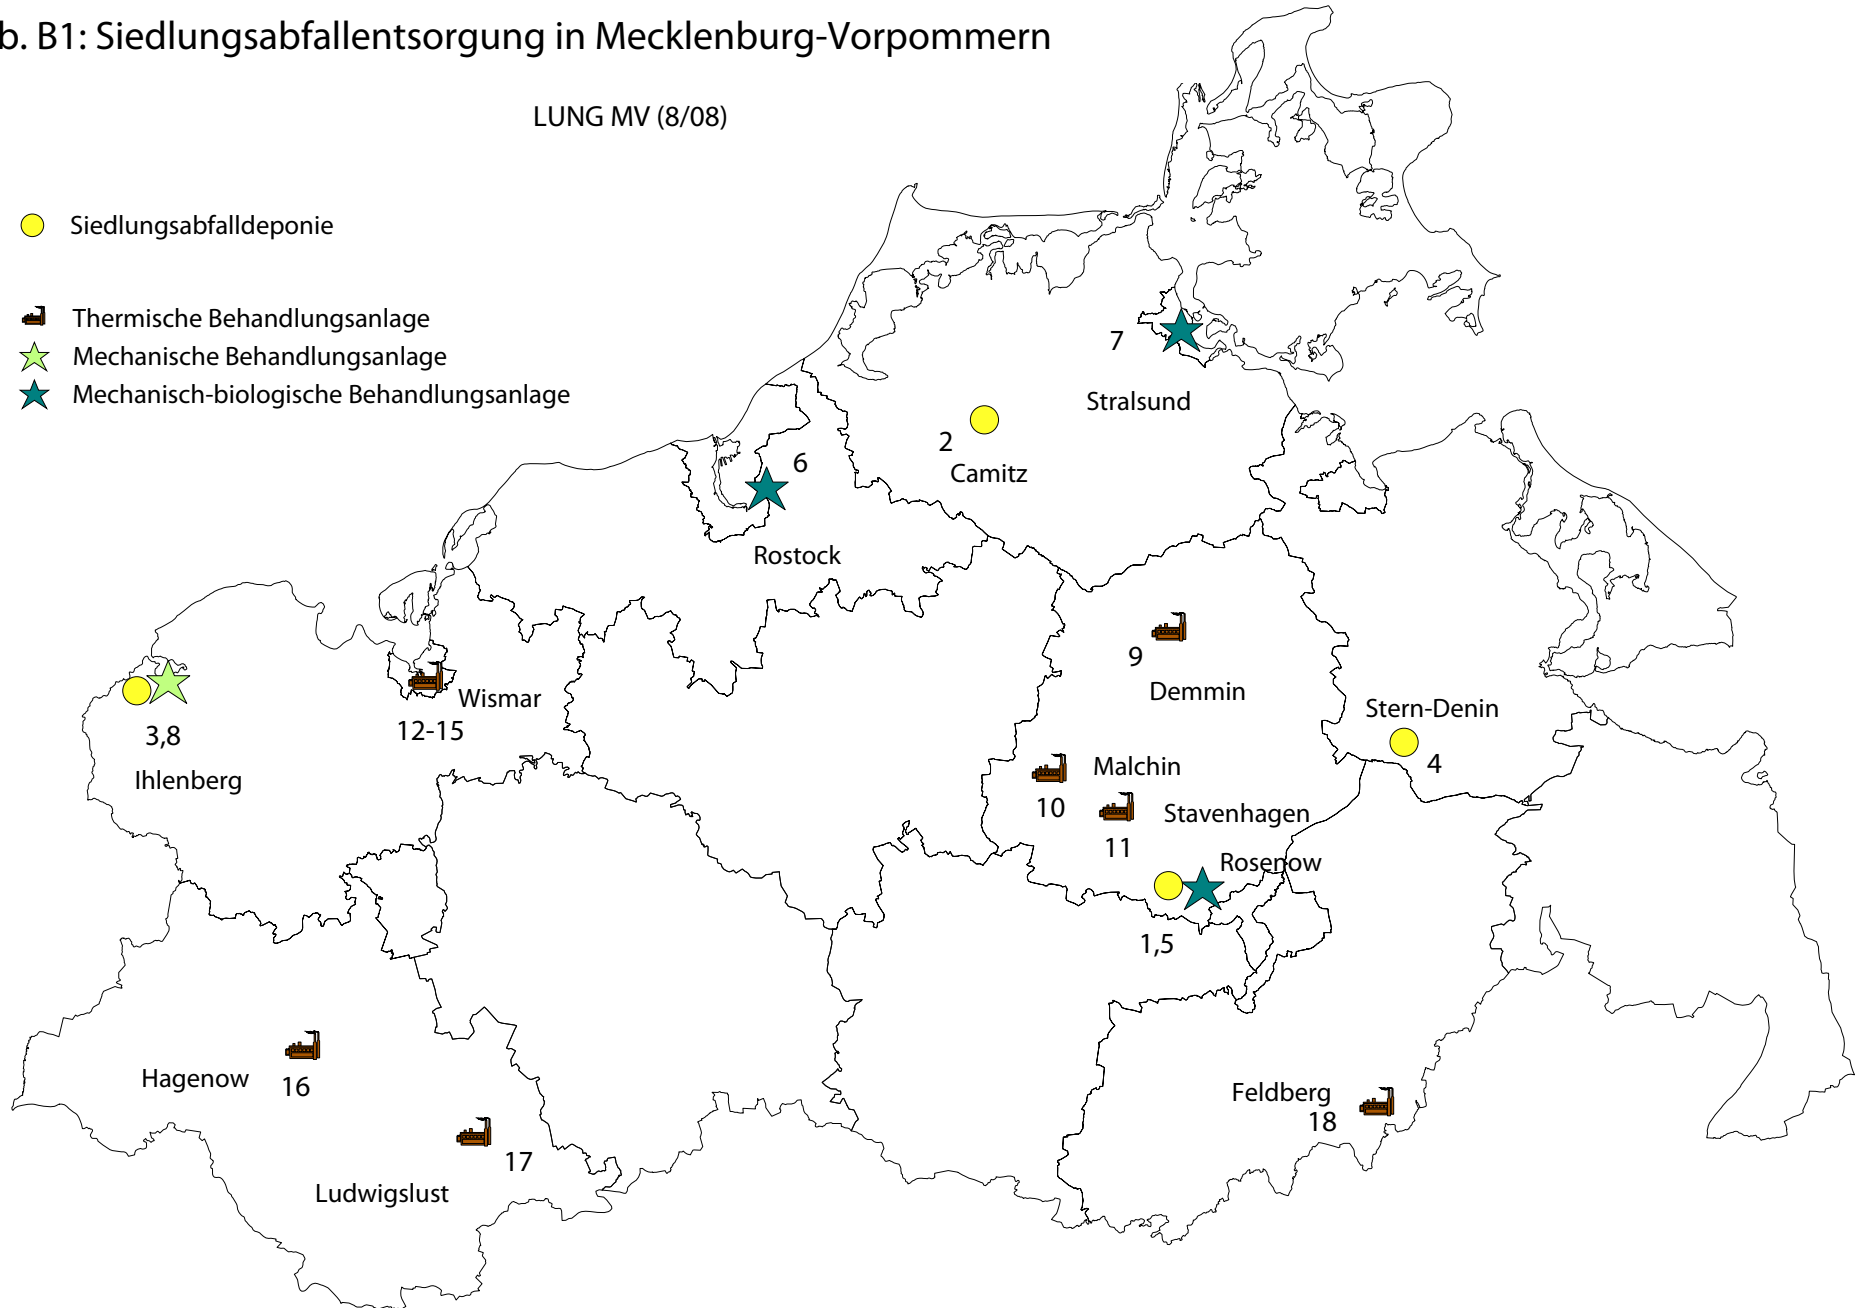 b. B1: Siedlungsabfallentsorgung in Mecklenburg-Vorpommern
LUNG MV (8/08)
Siedlungsabfalldeponie
Thermische Behandlungsanlage
Mechanische Behandlungsanlage
Mechanisch-biologische Behandlungsanlage
7
Stralsund
2
Camitz
6
Rostock
9
Demmin
Wismar
12-15
3,8
Ihlenberg
Stern-Denin
4
Malchin
10
Stavenhagen
11
Rosenow
1,5
Hagenow
16
17
Ludwigslust
Feldberg
18